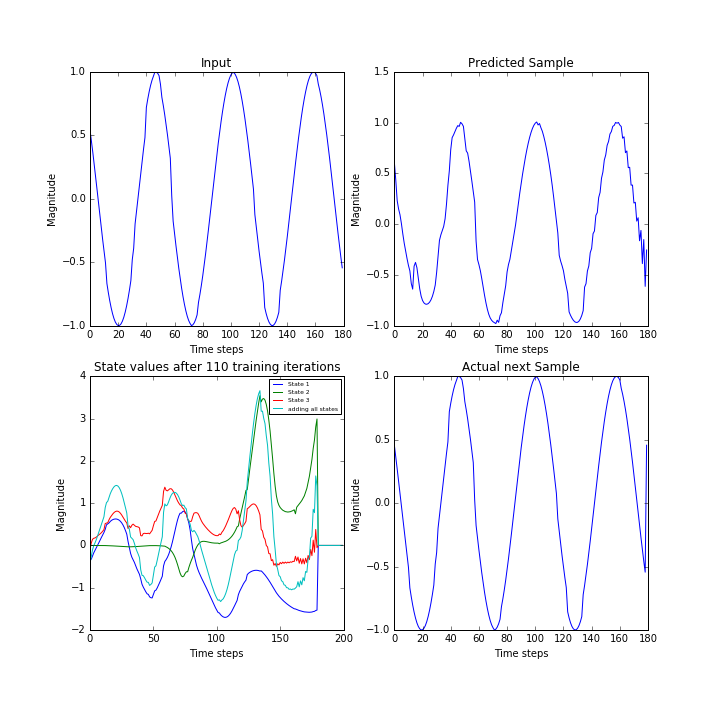 Input
Magnitude
1.0
0.5
0.0
−0.5
−1.0
0 20 40 60 80 100 120 140 160 180
Time steps
Predicted Sample
Magnitude
1.5
1.0
0.5
0.0
−0.5
−1.0
0 20 40 60 80 100 120 140 160 180
Time steps
State values after 110 training iterations
Magnitude
4
3
2
1
0
−1
−2
0 50 100 150 200
Time steps
State 1
State 2
State 3
adding all states
Actual next Sample
Magnitude
1.0
0.5
0.0
−0.5
−1.0
0 20 40 60 80 100 120 140 160 180
Time steps